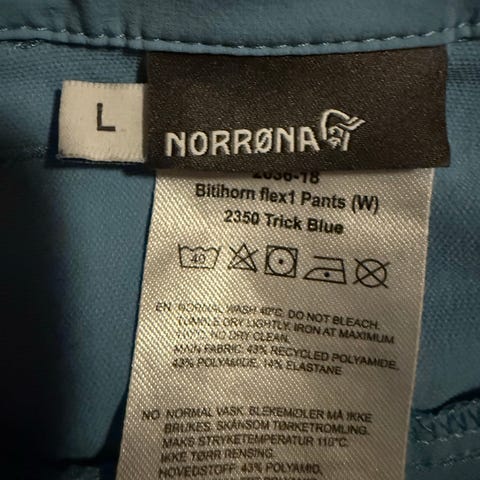 L
NORRØNA
2036-18
Bitihorn flex1 Pants (W)
2350 Trick Blue
40
EN NORMAL WASH 40°C. DO NOT BLEACH.
TUMBLE DRY LIGHTLY. IRON AT MAXIMUM
NO DRY CLEAN.
MAIN FABRIC: 43% RECYCLED POLYAMIDE,
43% POLYAMIDE, 14% ELASTANE
NO NORMAL VASK. BLEKEMIDLER MÅ IKKE
BRUKES. SKÅNSOM TØRKETROMLING.
MAKS STRYKETEMPERATUR 110°C.
IKKE TØRR RENSING.
HOVEDSTOFF: 43% POLYAMID,